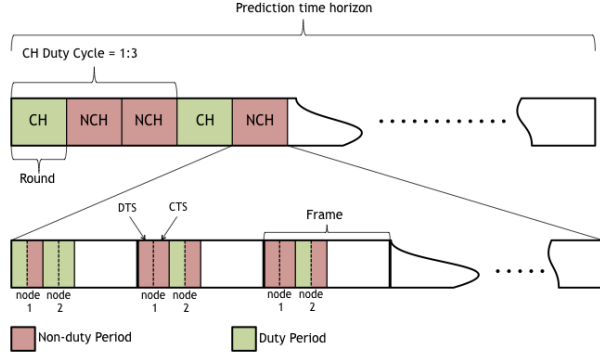 Prediction time horizon
CH Duty Cycle = 1:3
CH NCH NCH CH NCH
Round
DTS CTS Frame
node node node node node node
1 2 1 2 1 2
Non-duty Period Duty Period